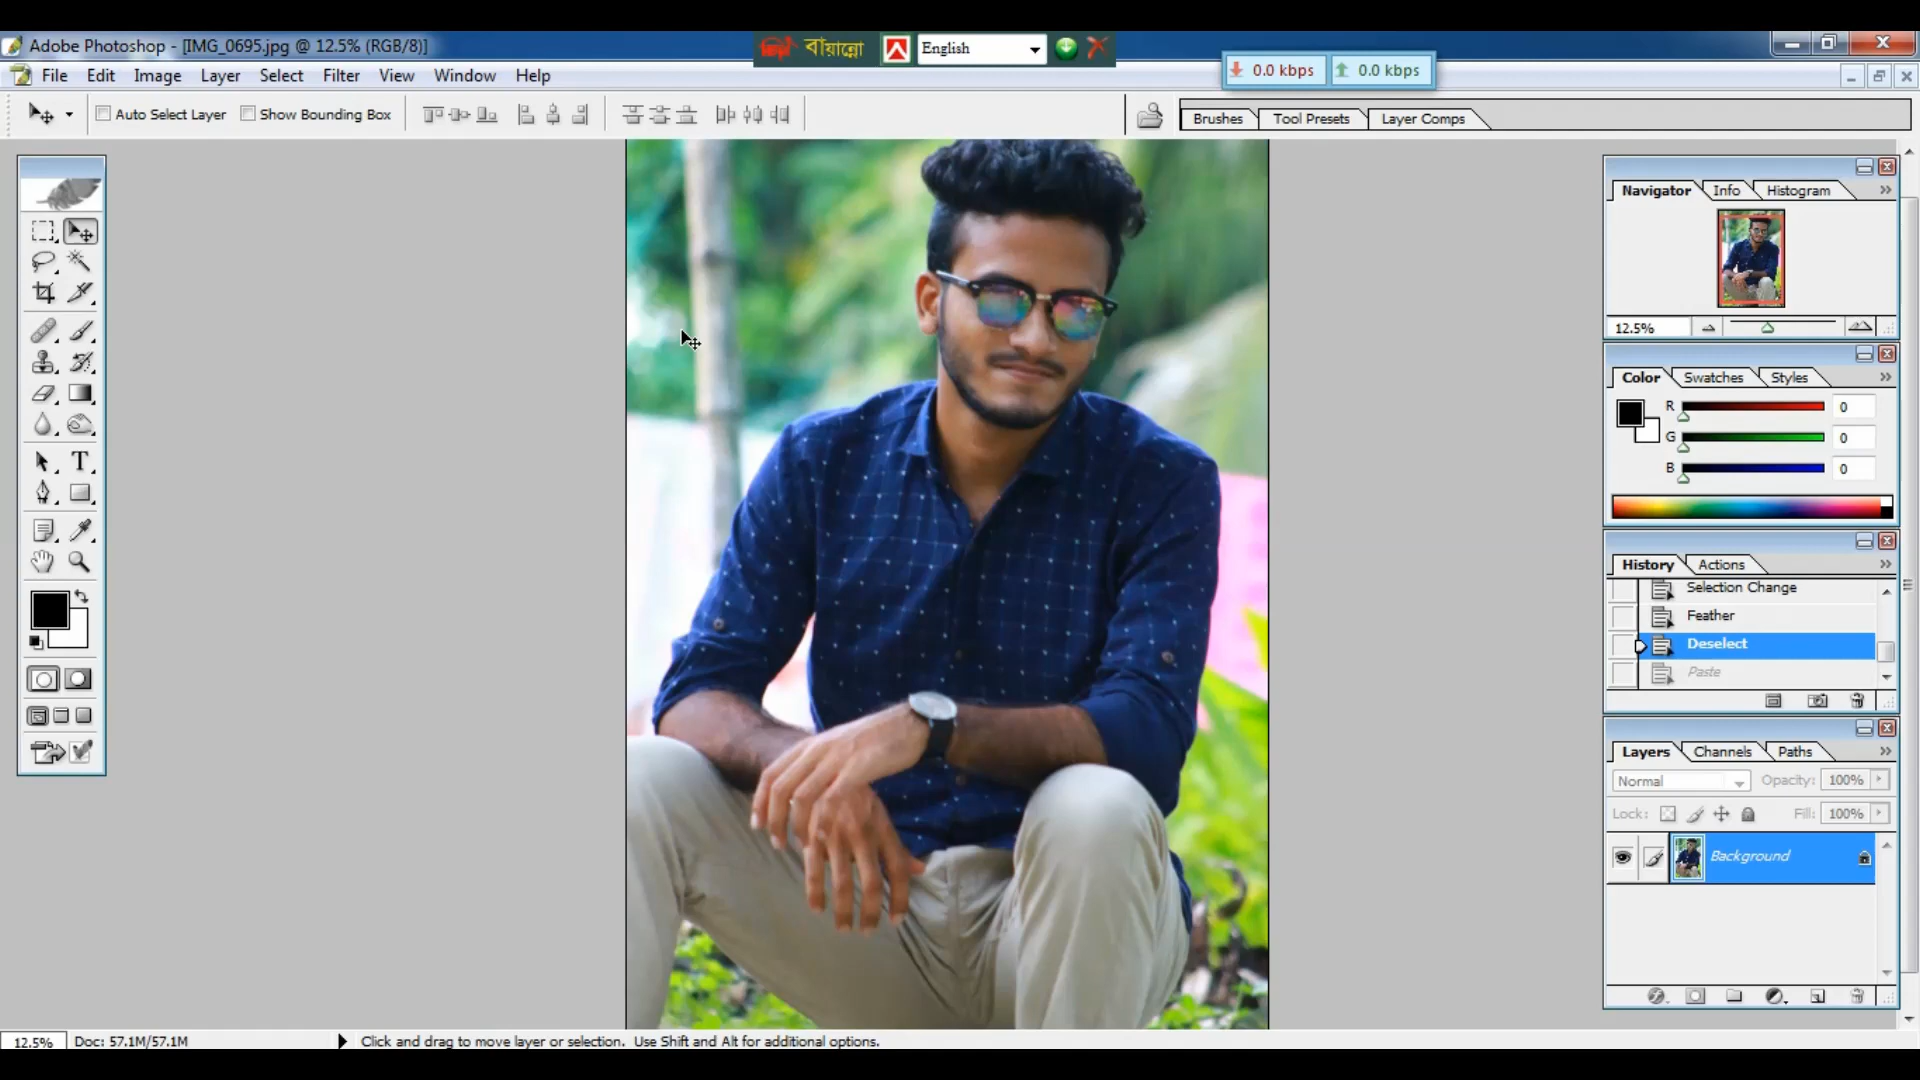 Adobe Photoshop - [IMG_0695.jpg @ 12.5% (RGB/8)]
বায়ান্নো English
0.0 kbps 0.0 kbps
File Edit Image Layer Select Filter View Window Help
Auto Select Layer Show Bounding Box
Brushes Tool Presets Layer Comps
Navigator Info Histogram
12.5%
Color Swatches Styles
R 0
G 0
B 0
History Actions
Selection Change
Feather
Deselect
Paste
Layers Channels Paths
Normal Opacity: 100%
Lock: Fill: 100%
Background
12.5% Doc: 57.1M/57.1M Click and drag to move layer or selection. Use Shift and Alt for additional options.